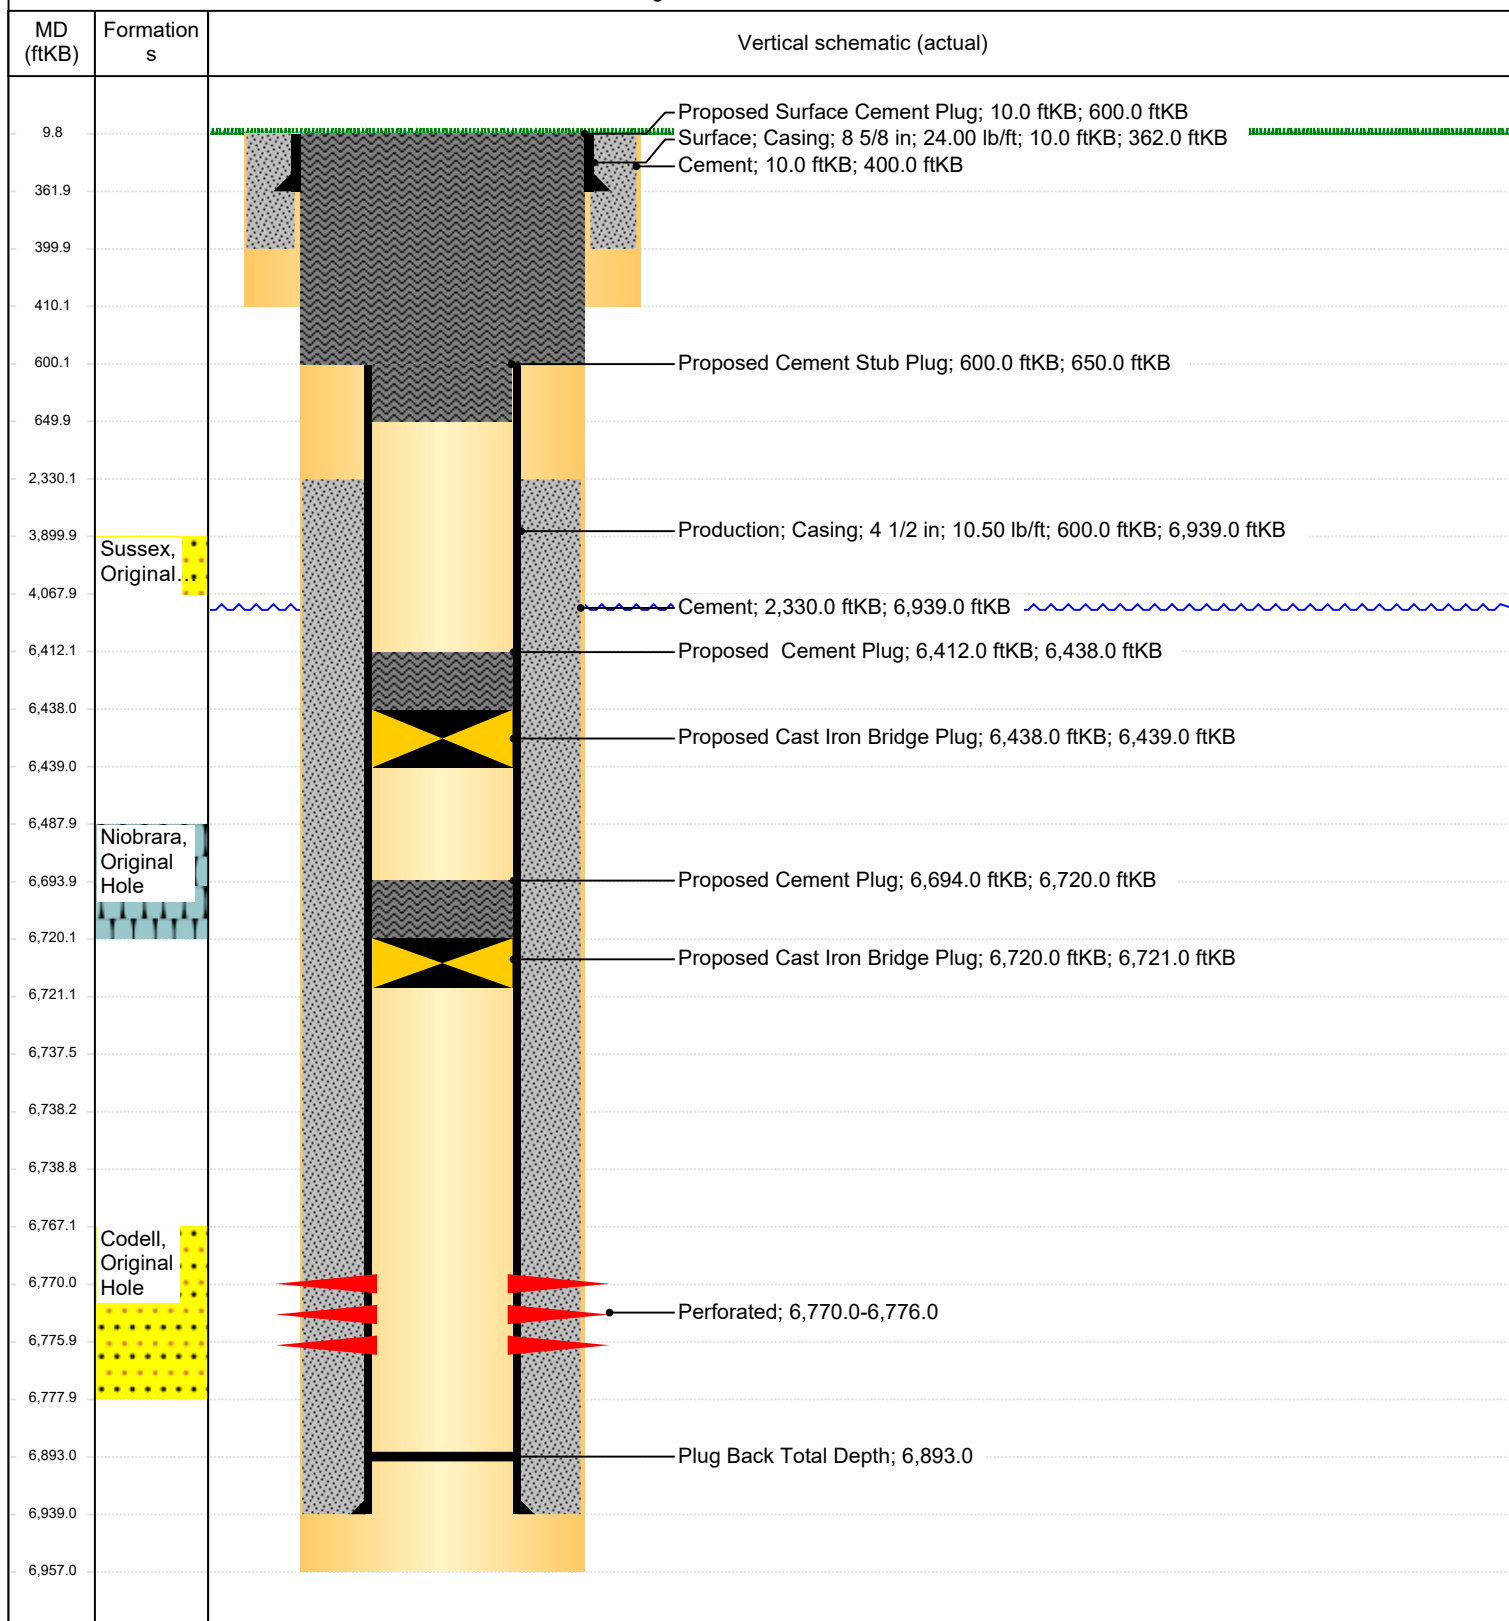 MD
(ftKB)
Formation
s
Vertical schematic (actual)
Proposed Surface Cement Plug; 10.0 ftKB; 600.0 ftKB
9.8
Surface; Casing; 8 5/8 in; 24.00 lb/ft; 10.0 ftKB; 362.0 ftKB
Cement; 10.0 ftKB; 400.0 ftKB
361.9
399.9
410.1
600.1
Proposed Cement Stub Plug; 600.0 ftKB; 650.0 ftKB
649.9
2,330.1
Production; Casing; 4 1/2 in; 10.50 lb/ft; 600.0 ftKB; 6,939.0 ftKB
3,899.9
Sussex,
Original...
4,067.9
Cement; 2,330.0 ftKB; 6,939.0 ftKB
6,412.1
Proposed  Cement Plug; 6,412.0 ftKB; 6,438.0 ftKB
6,438.0
Proposed Cast Iron Bridge Plug; 6,438.0 ftKB; 6,439.0 ftKB
6,439.0
6,487.9
Niobrara,
Original
Hole
6,693.9
Proposed Cement Plug; 6,694.0 ftKB; 6,720.0 ftKB
6,720.1
Proposed Cast Iron Bridge Plug; 6,720.0 ftKB; 6,721.0 ftKB
6,721.1
6,737.5
6,738.2
6,738.8
6,767.1
Codell,
Original
Hole
6,770.0
Perforated; 6,770.0-6,776.0
6,775.9
6,777.9
6,893.0
Plug Back Total Depth; 6,893.0
6,939.0
6,957.0